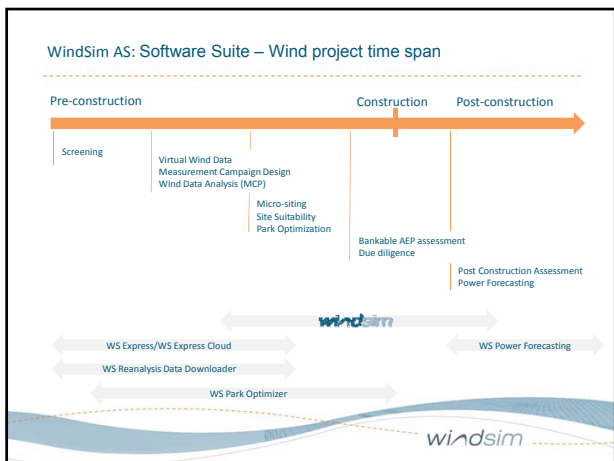 WindSim AS: Software Suite – Wind project time span
Pre-construction
Construction
Post-construction
Screening
Virtual Wind Data
Measurement Campaign Design
Wind Data Analysis (MCP)
Micro-siting
Site Suitability
Park Optimization
Bankable AEP assessment
Due diligence
Post Construction Assessment
Power Forecasting
windsim
WS Express/WS Express Cloud
WS Power Forecasting
WS Reanalysis Data Downloader
WS Park Optimizer
windsim